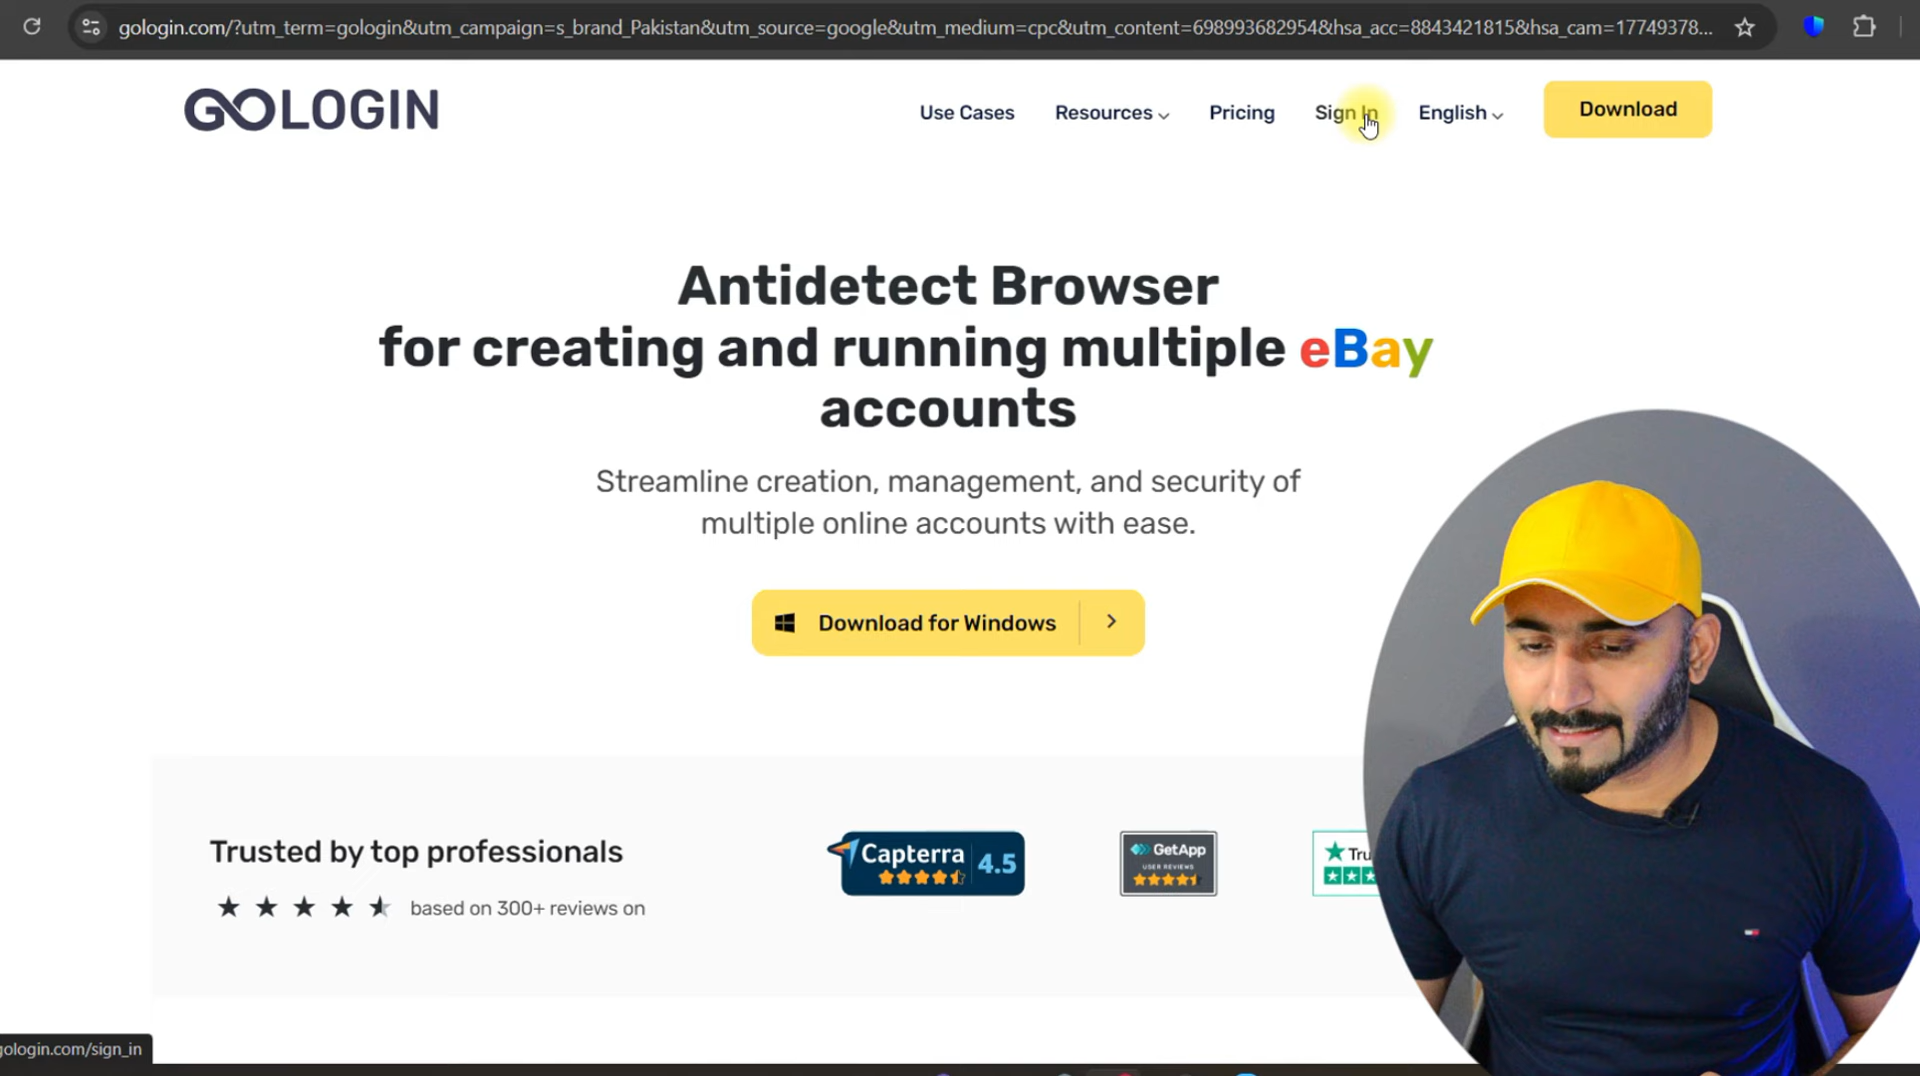 gologin.com/?utm_term=gologin&utm_campaign=s_brand_Pakistan&utm_source=google&utm_medium=cpc&utm_content=698993682954&hsa_acc=8843421815&hsa_cam=17749378...
GOLOGIN
Use Cases
Resources
Pricing
Sign In
English
Download
Antidetect Browser
for creating and running multiple eBay
accounts
Streamline creation, management, and security of
multiple online accounts with ease.
Download for Windows
Trusted by top professionals
based on 300+ reviews on
Capterra
4.5
GetApp
USER REVIEWS
gologin.com/sign_in